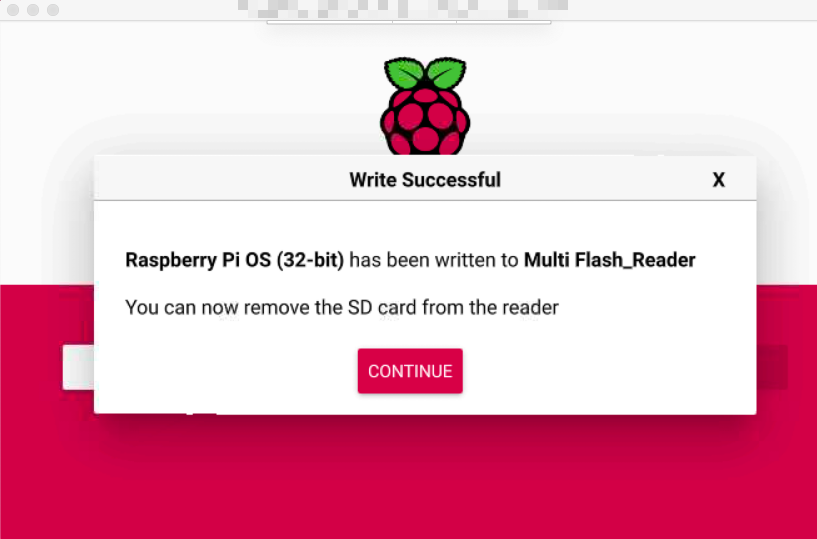 Write Successful X
Raspberry Pi OS (32-bit) has been written to Multi Flash_Reader
You can now remove the SD card from the reader
CONTINUE